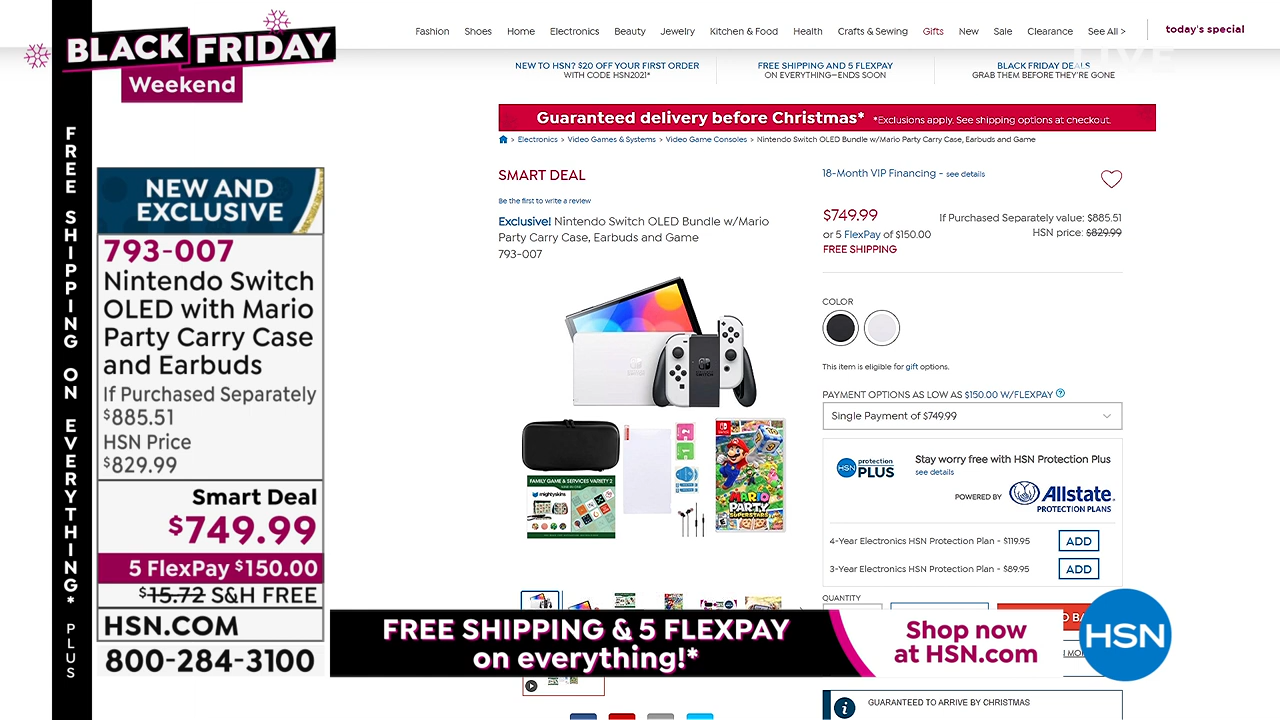 BLACK FRIDAY
Weekend
FREE SHIPPING ON EVERYTHING!* PLUS
NEW AND
EXCLUSIVE
793-007
Nintendo Switch
OLED with Mario
Party Carry Case
and Earbuds
If Purchased Separately
$885.51
HSN Price
$829.99
Smart Deal
$749.99
5 FlexPay $150.00
$15.72 S&H FREE
HSN.COM
800-284-3100
Fashion Shoes Home Electronics Beauty Jewelry Kitchen & Food Health Crafts & Sewing Gifts New Sale Clearance See All > today's special
LIVE
NEW TO HSN? $20 OFF YOUR FIRST ORDER
WITH CODE HSN2021*
FREE SHIPPING AND 5 FLEXPAY
ON EVERYTHING—ENDS SOON
BLACK FRIDAY DEALS
GRAB THEM BEFORE THEY'RE GONE
Guaranteed delivery before Christmas* *Exclusions apply. See shipping options at checkout.
> Electronics > Video Games & Systems > Video Game Consoles > Nintendo Switch OLED Bundle w/Mario Party Carry Case, Earbuds and Game
SMART DEAL
Be the first to write a review
Exclusive! Nintendo Switch OLED Bundle w/Mario
Party Carry Case, Earbuds and Game
793-007
FAMILY GAME & SERVICES VARIETY 2
mightyskins
MARIO
PARTY
SUPERSTARS
18-Month VIP Financing - see details
$749.99
or 5 FlexPay of $150.00
FREE SHIPPING
If Purchased Separately value: $885.51
HSN price: $829.99
COLOR
This item is eligible for gift options.
PAYMENT OPTIONS AS LOW AS $150.00 W/FLEXPAY ?
Single Payment of $749.99
HSN protection
PLUS
Stay worry free with HSN Protection Plus
see details
POWERED BY Allstate.
PROTECTION PLANS
4-Year Electronics HSN Protection Plan - $119.95 ADD
3-Year Electronics HSN Protection Plan - $89.95 ADD
QUANTITY
FREE SHIPPING & 5 FLEXPAY
on everything!*
Shop now
at HSN.com
HSN
GUARANTEED TO ARRIVE BY CHRISTMAS